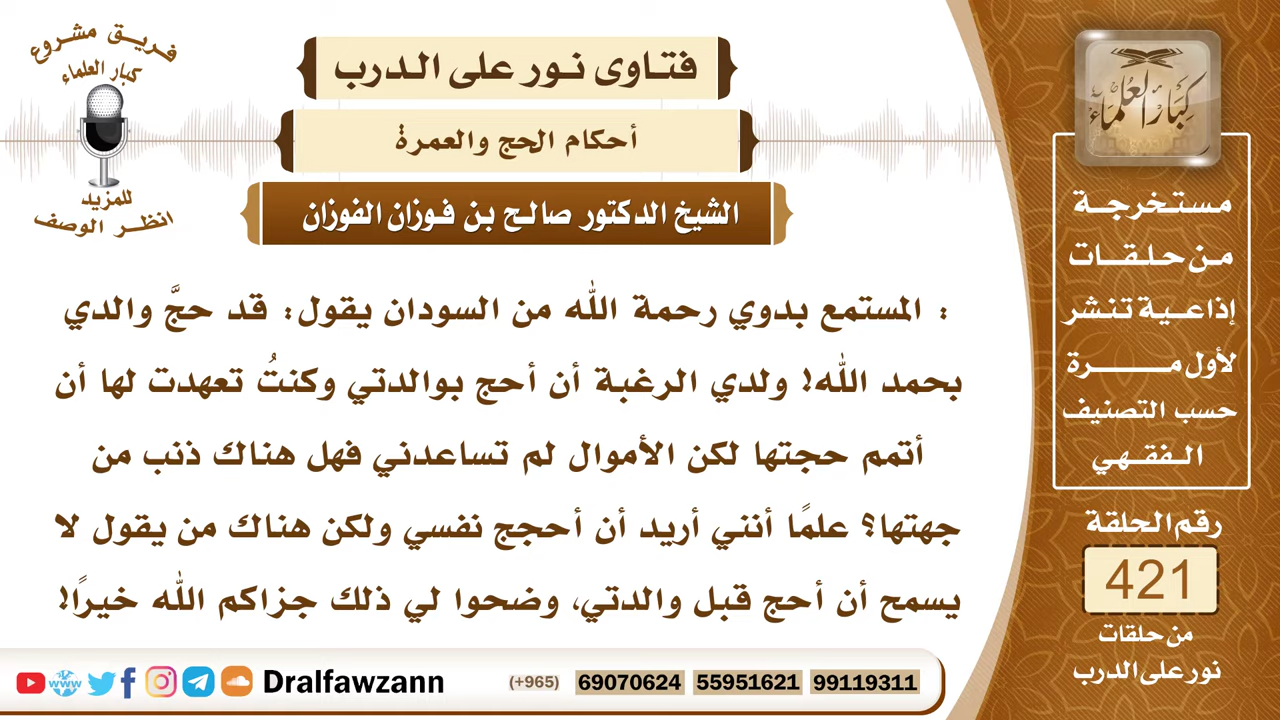 فريق مشروع
كبار العلماء
للمزيد
انظر الوصف
فتاوى نور على الدرب
أحكام الحج والعمرة
الشيخ الدكتور صالح بن فوزان الفوزان
: المستمع بدوي رحمة الله من السودان يقول: قد حجَّ والدي
بحمد الله! ولدي الرغبة أن أحج بوالدتي وكنتُ تعهدت لها أن
أتمم حجتها لكن الأموال لم تساعدني فهل هناك ذنب من
جهتها؟ علمًا أنني أريد أن أحجج نفسي ولكن هناك من يقول لا
يسمح أن أحج قبل والدتي، وضحوا لي ذلك جزاكم الله خيرًا!
كِبَارُ العُلَمَاء
مستخرجة
من حلقات
إذاعية تنشر
لأول مرة
حسب التصنيف
الفقهي
رقم الحلقة
421
من حلقات
نور على الدرب
www Dralfawzann (+965) 69070624 55951621 99119311